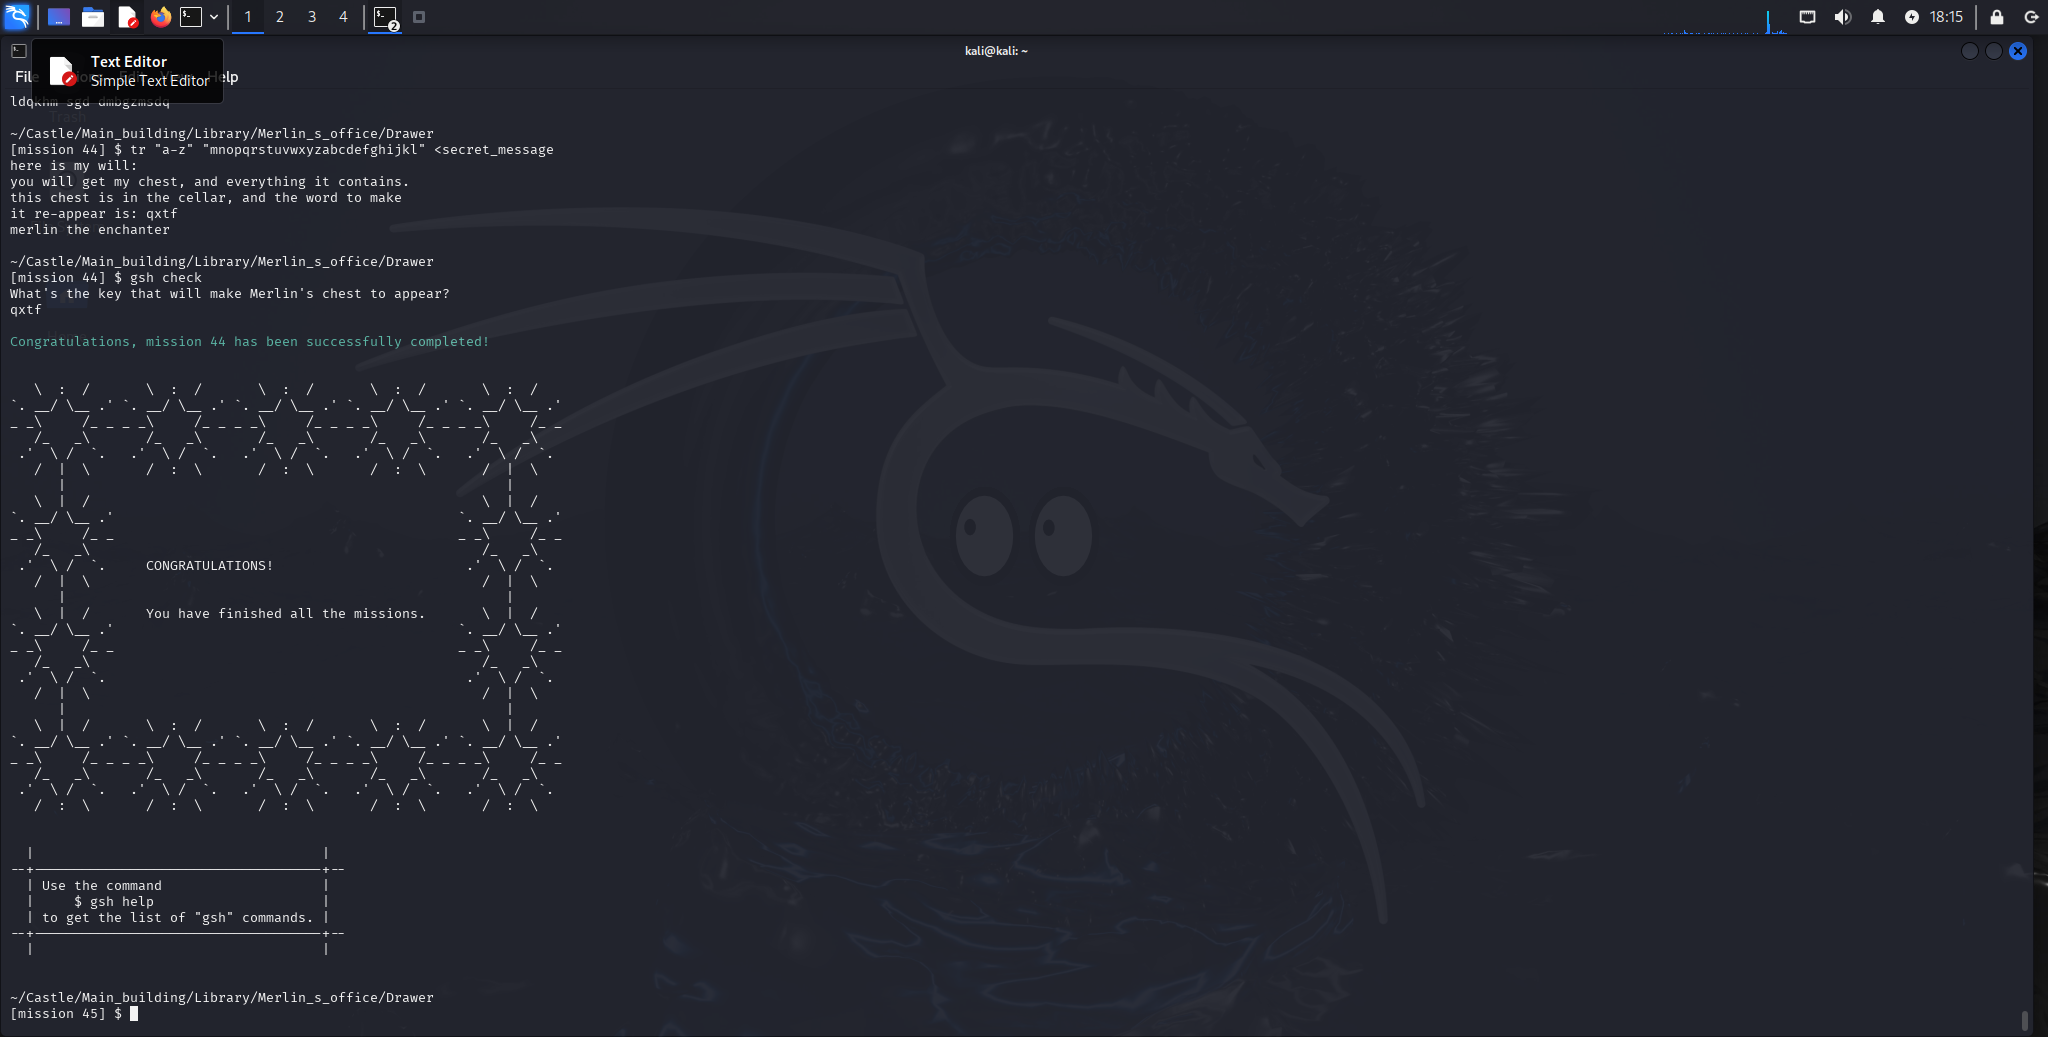 1 2 3 4 2 18:15
kali@kali: ~
Text Editor
Simple Text Editor
File Help
ldqkhm sgd dmbgzmsdq
Trash
~/Castle/Main_building/Library/Merlin_s_office/Drawer
[mission 44] $ tr "a-z" "mnopqrstuvwxyzabcdefghijkl" <secret_message
here is my will:
you will get my chest, and everything it contains.
this chest is in the cellar, and the word to make
it re-appear is: qxtf
merlin the enchanter
~/Castle/Main_building/Library/Merlin_s_office/Drawer
[mission 44] $ gsh check
What's the key that will make Merlin's chest to appear?
qxtf
Congratulations, mission 44 has been successfully completed!
CONGRATULATIONS!
You have finished all the missions.
Use the command
$ gsh help
to get the list of "gsh" commands.
~/Castle/Main_building/Library/Merlin_s_office/Drawer
[mission 45] $